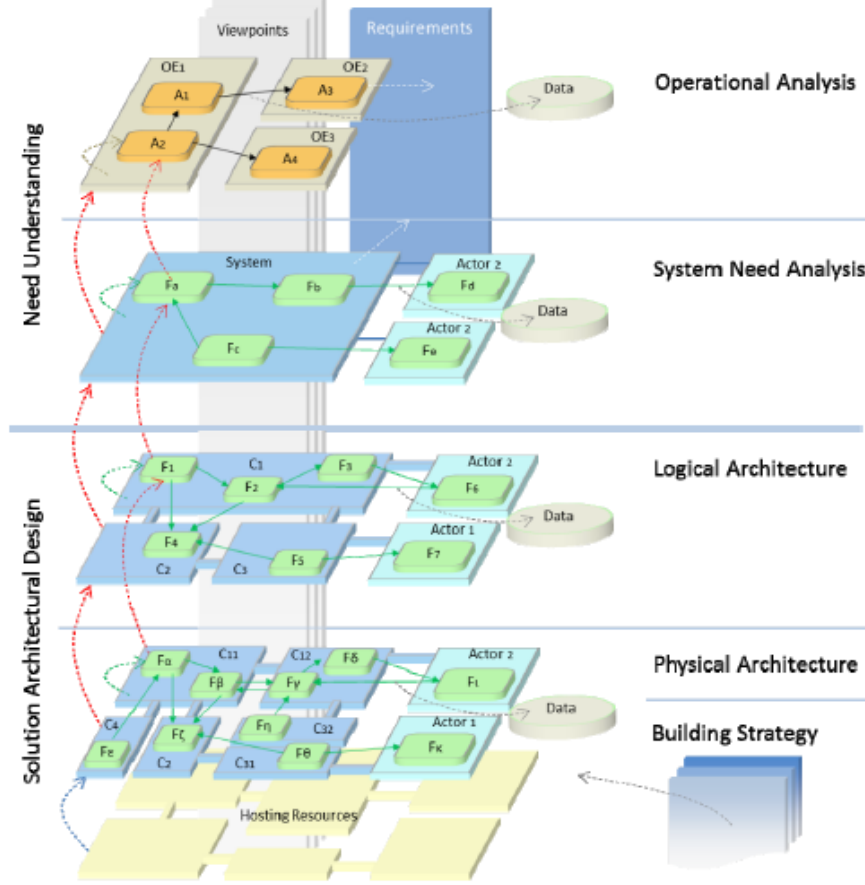 Viewpoints
Requirements
OE1
OE2
A1
A3
Data
Operational Analysis
A2
OE3
A4
Need Understanding
System
Actor 2
System Need Analysis
Fa
Fb
Fd
Data
Actor 2
Fc
Fe
F1
C1
F3
Actor 2
Logical Architecture
F2
F6
Data
Actor 1
F4
F5
F7
C2
C3
Solution Architectural Design
Fα
C11
C12
Fδ
Actor 2
Physical Architecture
Fβ
Fγ
Fι
Data
C4
Fη
C32
Actor 1
Building Strategy
Fε
Fζ
Fθ
Fκ
C2
C31
Hosting Resources